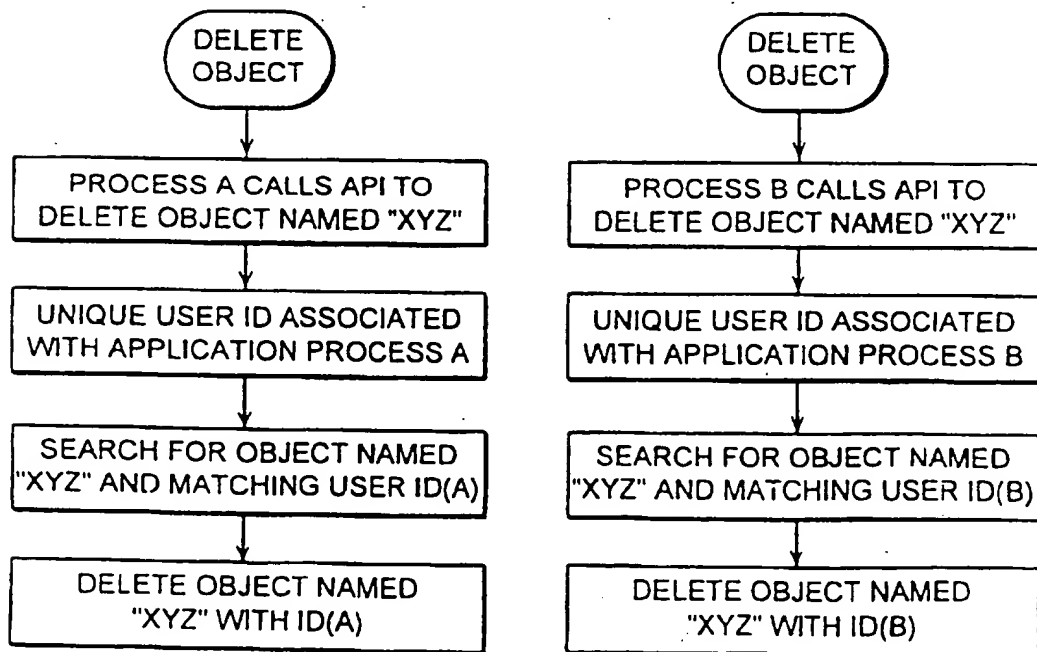 DELETE
OBJECT
PROCESS A CALLS API TO
DELETE OBJECT NAMED "XYZ"
UNIQUE USER ID ASSOCIATED
WITH APPLICATION PROCESS A
SEARCH FOR OBJECT NAMED
"XYZ" AND MATCHING USER ID(A)
DELETE OBJECT NAMED
"XYZ" WITH ID(A)
DELETE
OBJECT
PROCESS B CALLS API TO
DELETE OBJECT NAMED "XYZ"
UNIQUE USER ID ASSOCIATED
WITH APPLICATION PROCESS B
SEARCH FOR OBJECT NAMED
"XYZ" AND MATCHING USER ID(B)
DELETE OBJECT NAMED
"XYZ" WITH ID(B)